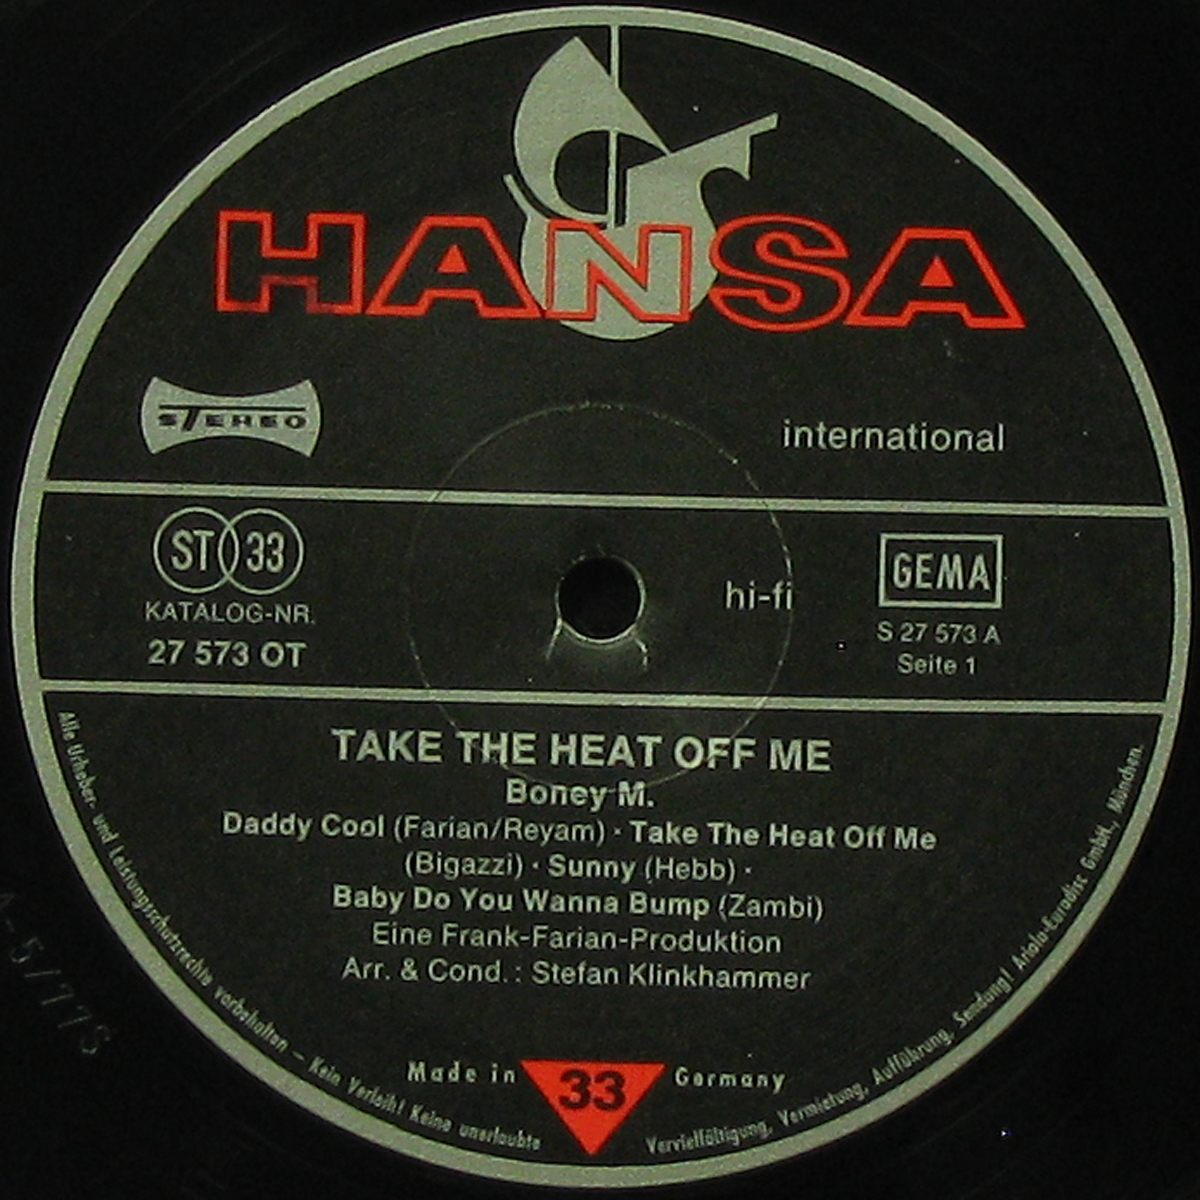 HANSA
STEREO
international
ST 33
KATALOG-NR.
27 573 OT
hi-fi
GEMA
S 27 573 A
Seite 1
TAKE THE HEAT OFF ME
Boney M.
Daddy Cool (Farian/Reyam) · Take The Heat Off Me
(Bigazzi) · Sunny (Hebb) ·
Baby Do You Wanna Bump (Zambi)
Eine Frank-Farian-Produktion
Arr. & Cond.: Stefan Klinkhammer
Made in 33 Germany
Alle Urheber- und Leistungsschutzrechte vorbehalten – Kein Verleih! Keine unerlaubte Vervielfältigung, Vermietung, Aufführung, Sendung! Ariola-Eurodisc GmbH., München.